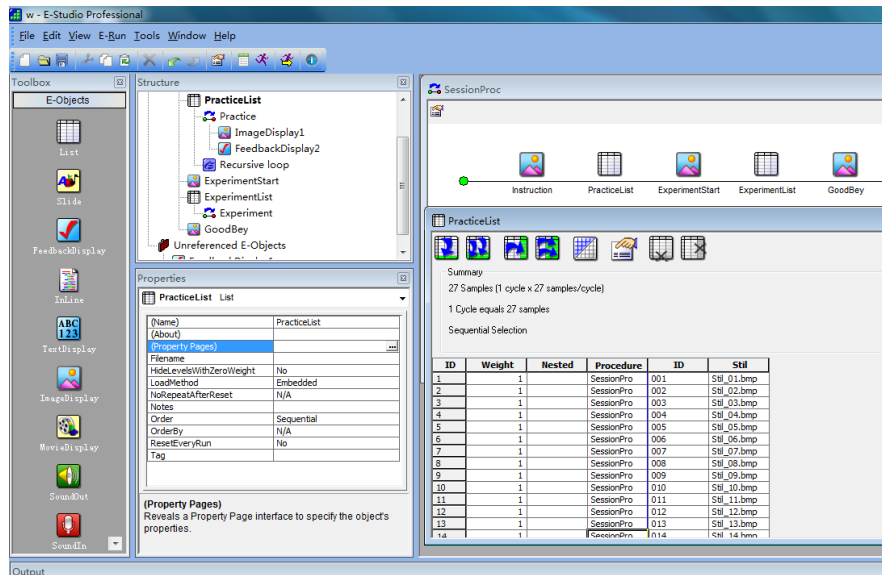 w - E-Studio Professional
File Edit View E-Run Tools Window Help
Toolbox
E-Objects
List
Slide
FeedbackDisplay
InLine
ABC
123
TextDisplay
ImageDisplay
MovieDisplay
SoundOut
SoundIn
Structure
PracticeList
Practice
ImageDisplay1
FeedbackDisplay2
Recursive loop
ExperimentStart
ExperimentList
Experiment
GoodBey
Unreferenced E-Objects
Properties
PracticeList List
(Name) PracticeList
(About)
(Property Pages) ...
Filename
HideLevelsWithZeroWeight No
LoadMethod Embedded
NoRepeatAfterReset N/A
Notes
Order Sequential
OrderBy N/A
ResetEveryRun No
Tag
(Property Pages)
Reveals a Property Page interface to specify the object's
properties.
SessionProc
Instruction PracticeList ExperimentStart ExperimentList GoodBey
PracticeList
Summary
27 Samples (1 cycle x 27 samples/cycle)
1 Cycle equals 27 samples
Sequential Selection
ID Weight Nested Procedure ID Stil
1 1 SessionPro 001 Stil_01.bmp
2 1 SessionPro 002 Stil_02.bmp
3 1 SessionPro 003 Stil_03.bmp
4 1 SessionPro 004 Stil_04.bmp
5 1 SessionPro 005 Stil_05.bmp
6 1 SessionPro 006 Stil_06.bmp
7 1 SessionPro 007 Stil_07.bmp
8 1 SessionPro 008 Stil_08.bmp
9 1 SessionPro 009 Stil_09.bmp
10 1 SessionPro 010 Stil_10.bmp
11 1 SessionPro 011 Stil_11.bmp
12 1 SessionPro 012 Stil_12.bmp
13 1 SessionPro 013 Stil_13.bmp
14 1 SessionPro 014 Stil_14.bmp
Output